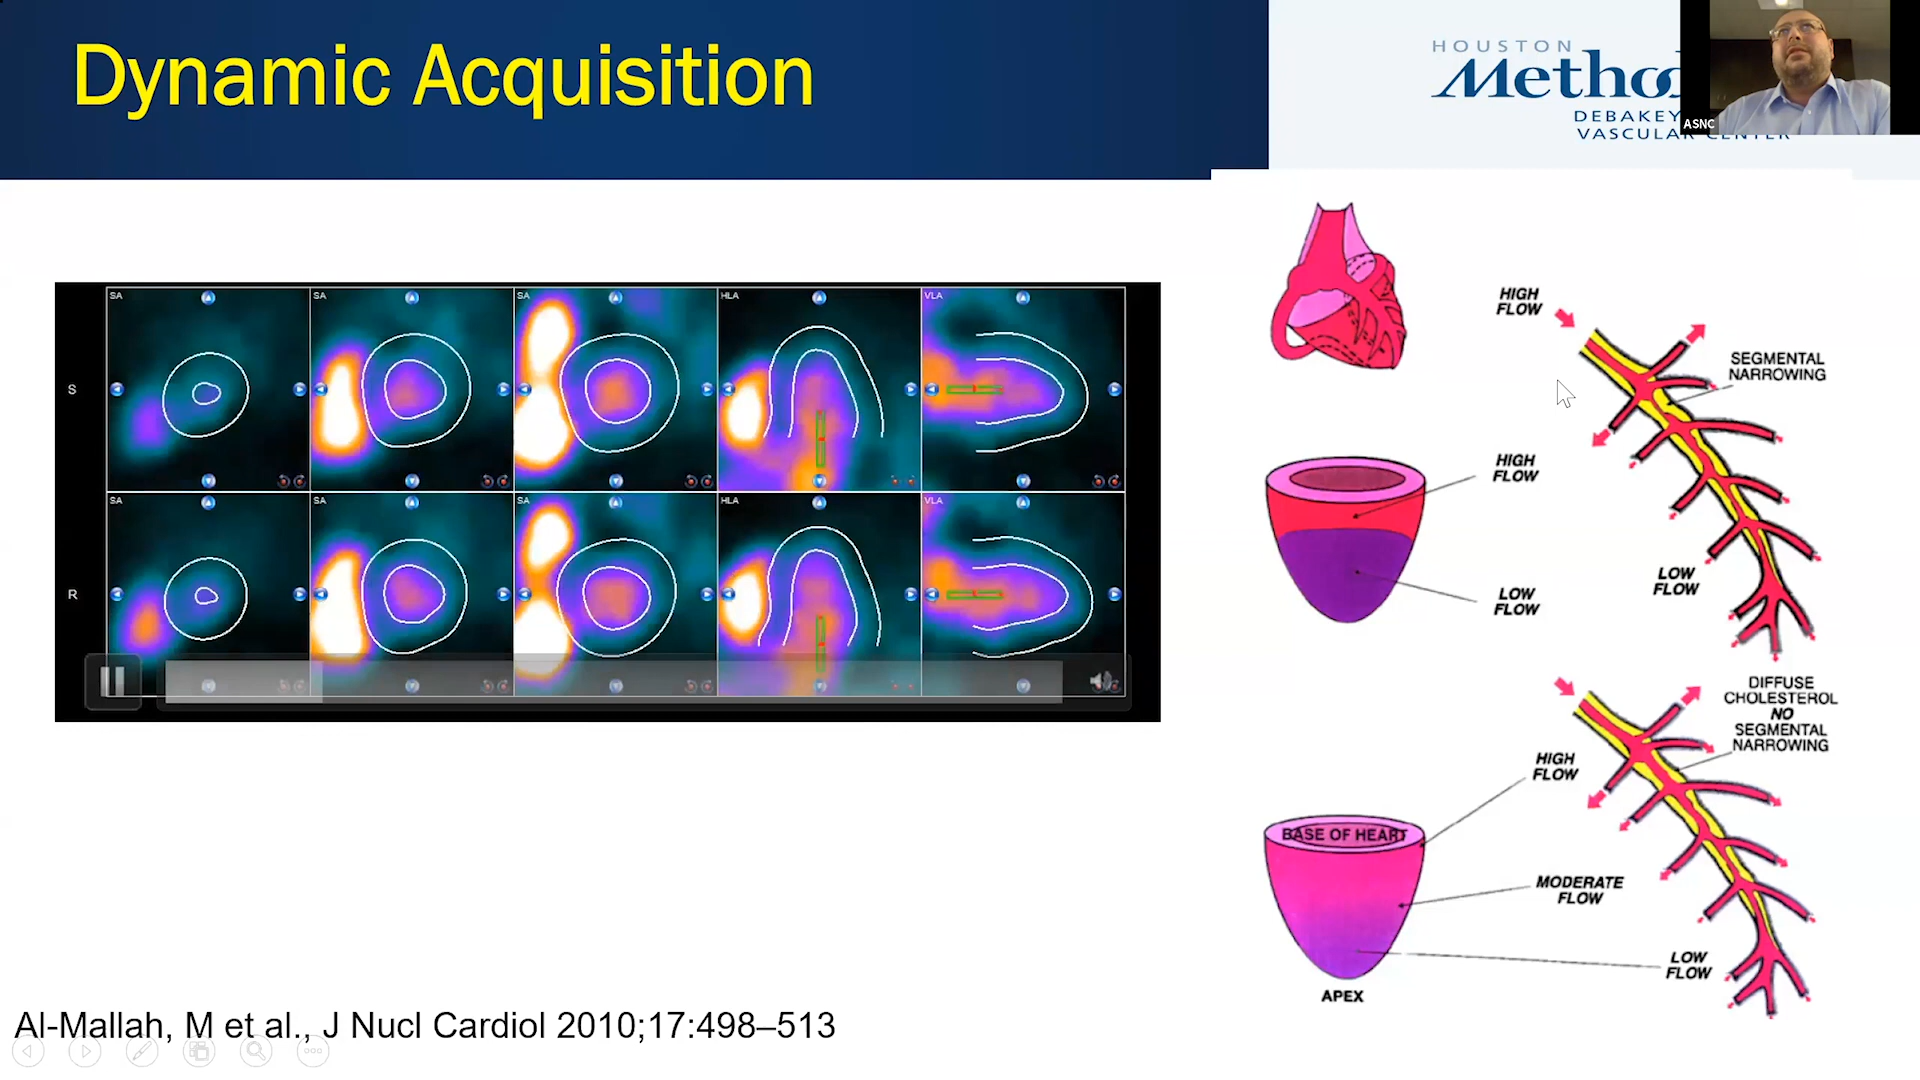 Dynamic Acquisition
HOUSTON
Methodi
DEBAKEY
VASCULAR CENTER
ASNC
SA
SA
SA
HLA
VLA
S
SA
SA
SA
HLA
VLA
R
HIGH
FLOW
SEGMENTAL
NARROWING
HIGH
FLOW
LOW
FLOW
LOW
FLOW
DIFFUSE
CHOLESTEROL
NO
SEGMENTAL
NARROWING
HIGH
FLOW
BASE OF HEART
MODERATE
FLOW
LOW
FLOW
APEX
Al-Mallah, M et al., J Nucl Cardiol 2010;17:498–513